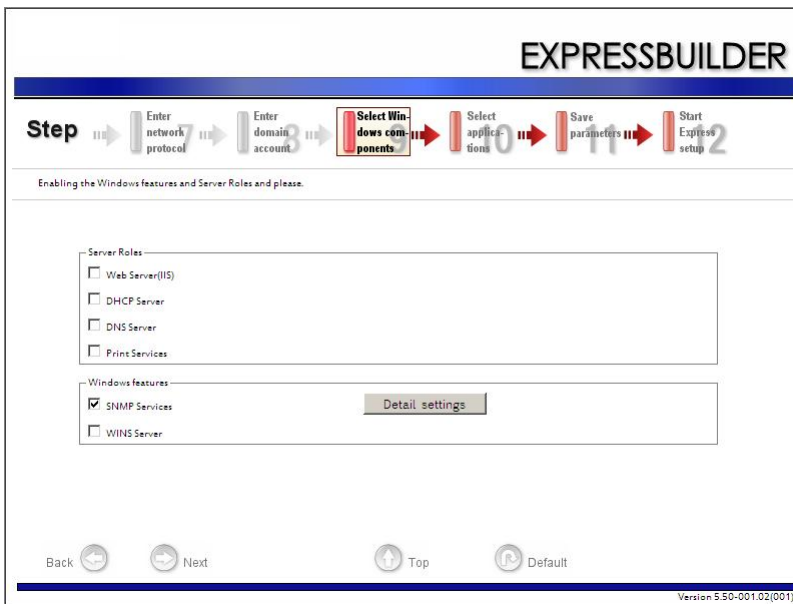 EXPRESSBUILDER
Step
Enter
network
protocol
7
Enter
domain
account
8
Select Win-
dows com-
ponents
9
Select
applica-
tions
10
Save
parameters
11
Start
Express
setup
12
Enabling the Windows features and Server Roles and please.
Server Roles
Web Server(IIS)
DHCP Server
DNS Server
Print Services
Windows features
SNMP Services
Detail settings
WINS Server
Back
Next
Top
Default
Version 5.50-001.02(001)